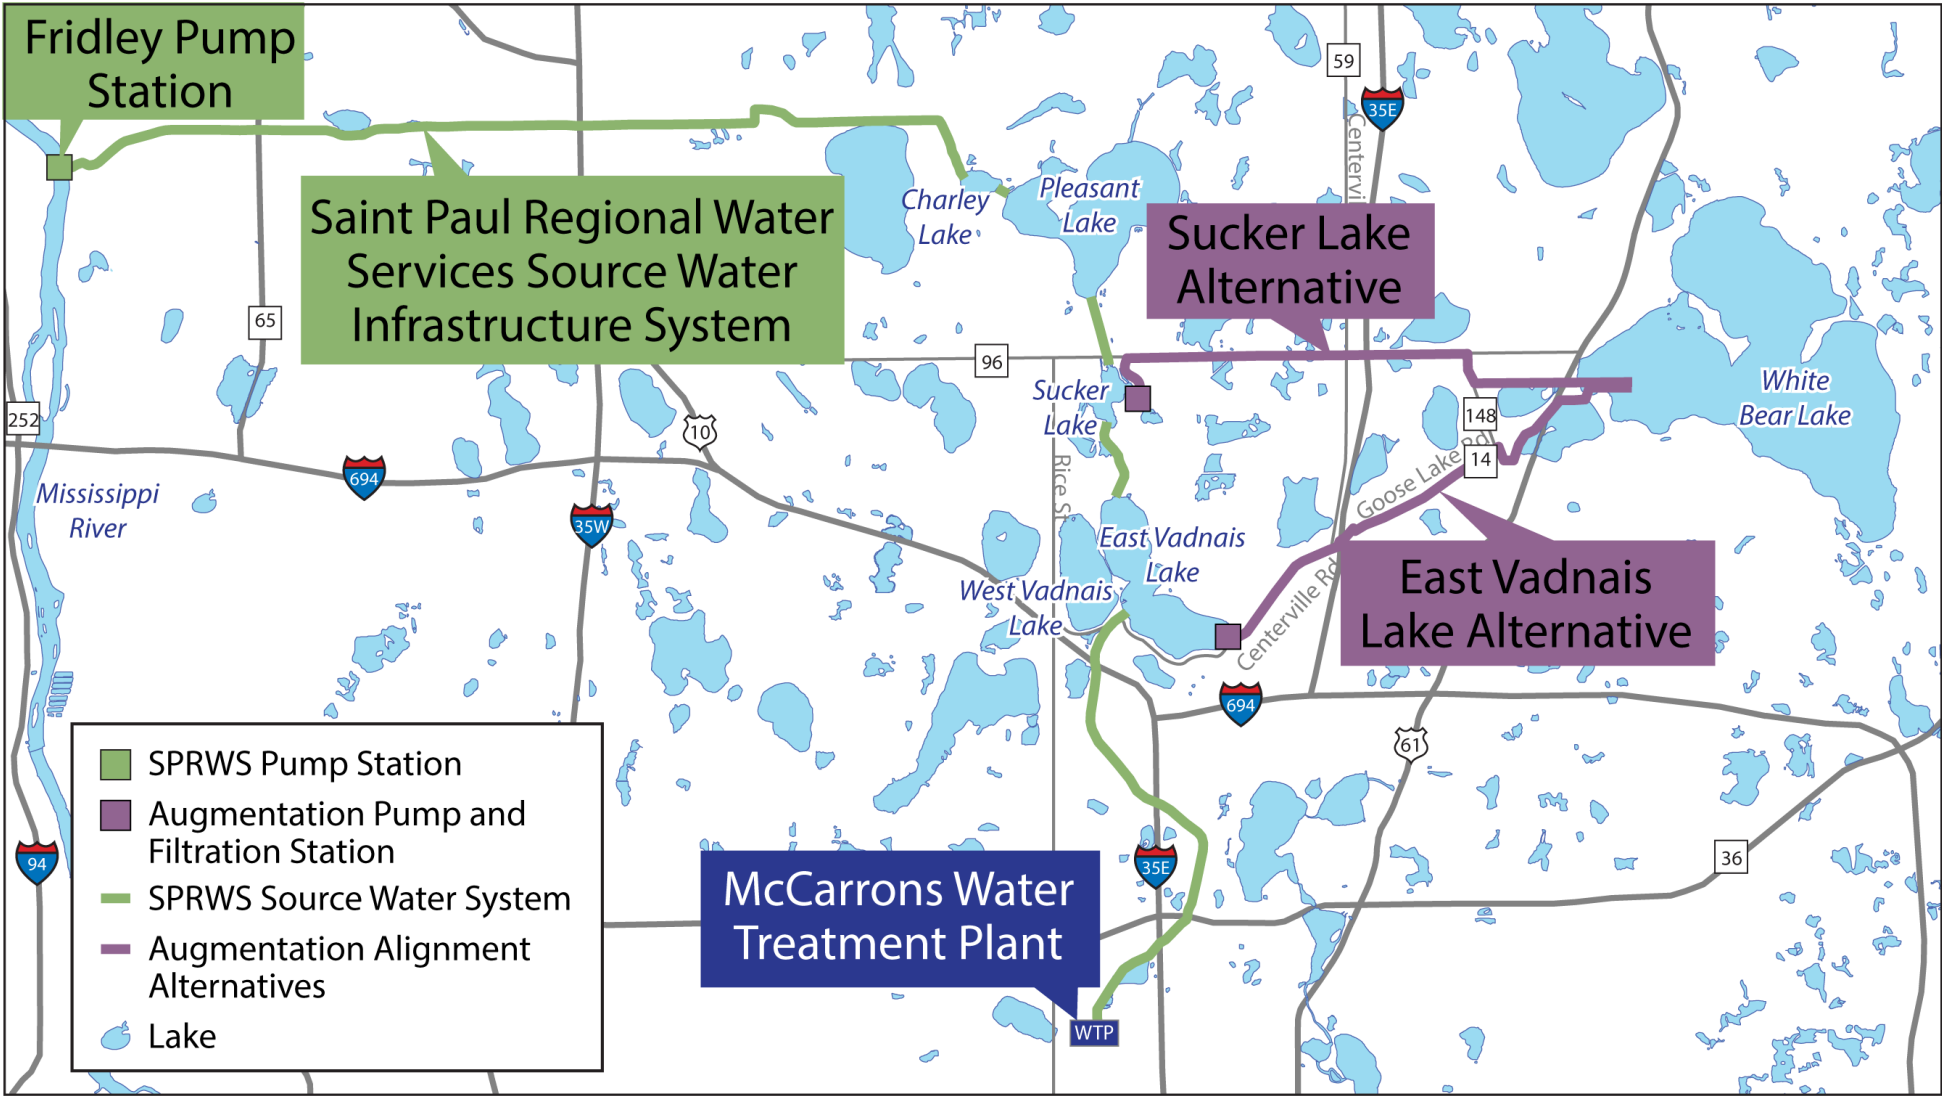 Fridley Pump
Station
59
35E
Centervil
Saint Paul Regional Water
Services Source Water
Infrastructure System
Charley
Lake
Pleasant
Lake
Sucker Lake
Alternative
65
96
Sucker
Lake
White
Bear Lake
252
10
148
14
Goose Lake Rd
694
Mississippi
River
35W
Rice St
East Vadnais
Lake
West Vadnais
Lake
East Vadnais
Lake Alternative
Centerville Rd
694
61
SPRWS Pump Station
Augmentation Pump and
Filtration Station
SPRWS Source Water System
Augmentation Alignment
Alternatives
Lake
94
McCarrons Water
Treatment Plant
35E
36
WTP